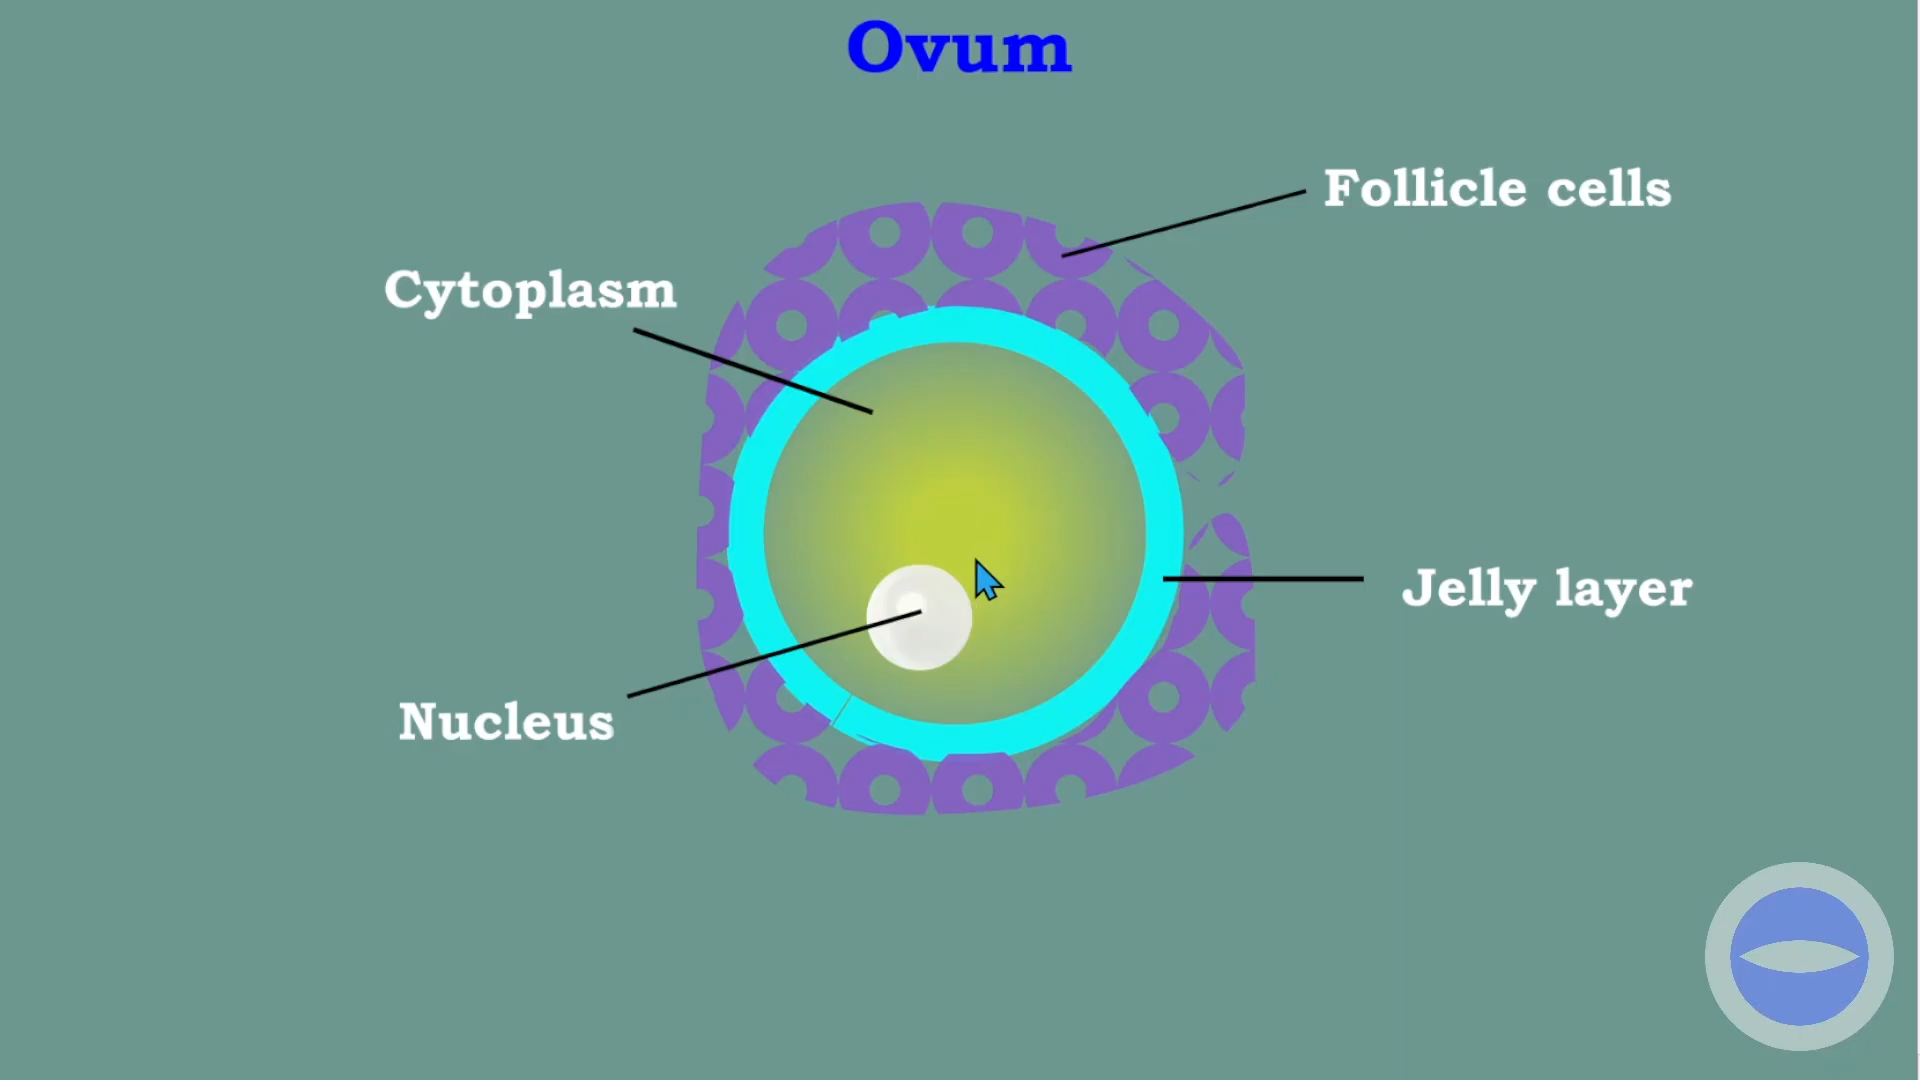 Ovum
Follicle cells
Cytoplasm
Jelly layer
Nucleus